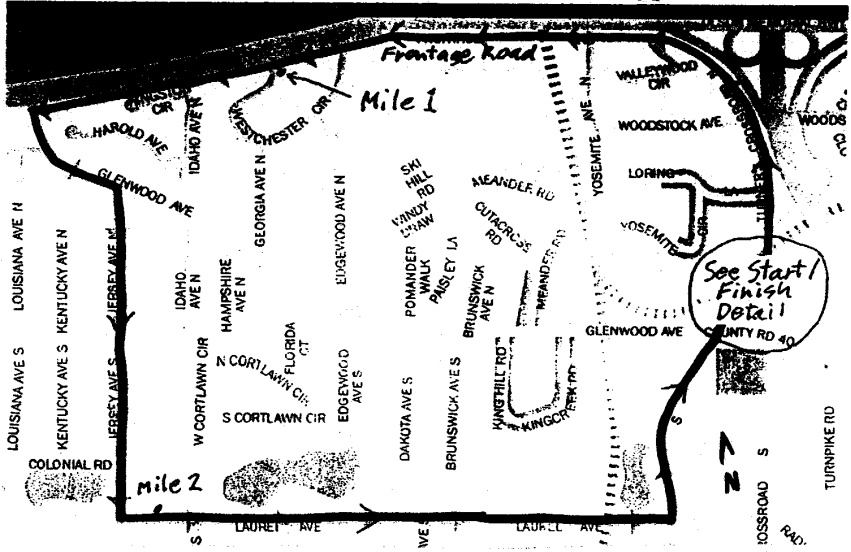 Frontage Road
VALLEYWOOD
CIR
Mile 1
WESTCHESTER CIR
HAROLD AVE
IDAHO AVE N
WOODSTOCK AVE
YOSEMITE AVE N
GLENWOOD AVE
SKI
HILL
RD
MEANDER RD
LORING
LOUISIANA AVE N
KENTUCKY AVE N
JERSEY AVE N
IDAHO
AVE N
HAMPSHIRE
AVE N
GEORGIA AVE N
EDGEWOOD AVE N
WINDY
DRAW
POMANDER
WALK
PAISLEY LA
CUTACROSS
RD
BRUNSWICK
AVE N
MEANDER RD
YOSEMITE
CIR
See Start/
Finish
Detail
GLENWOOD AVE
COUNTY RD 40
LOUISIANA AVE S
KENTUCKY AVE S
JERSEY AVE S
W CORTLAWN CIR
N CORTLAWN CIR
FLORIDA
CT
S CORTLAWN CIR
EDGEWOOD
AVE S
DAKOTA AVE S
BRUNSWICK AVE S
KINGHILL RD
KINGCREEK RD
COLONIAL RD
Mile 2
LAUREL AVE
AVE S
LAUREL AVE
S
N
S
TURNPIKE RD